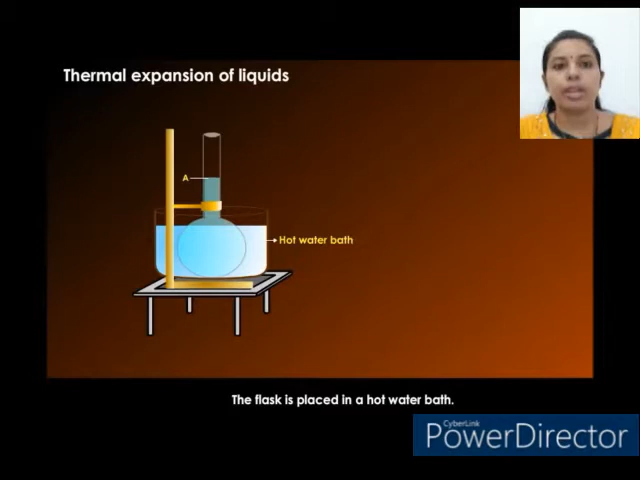 Thermal expansion of liquids
A
Hot water bath
The flask is placed in a hot water bath.
CyberLink
PowerDirector